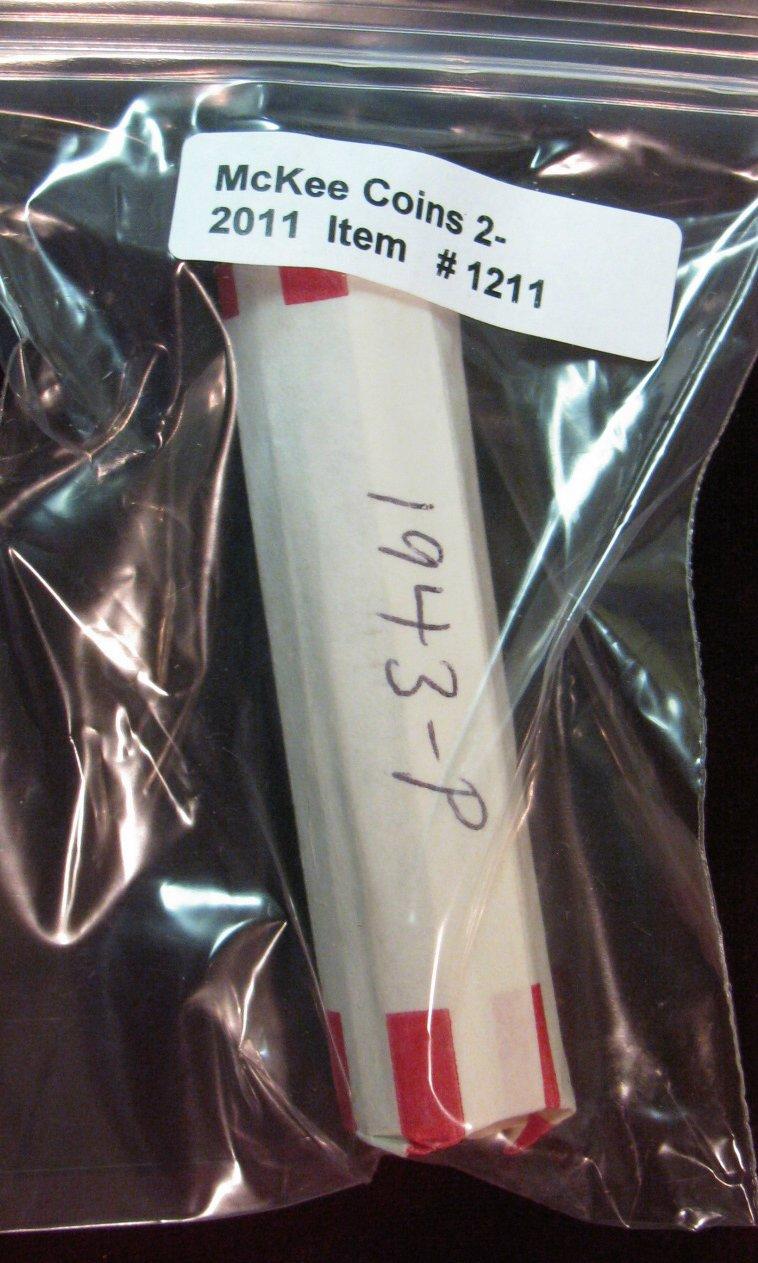 McKee Coins 2-
2011 Item #1211
1943-P